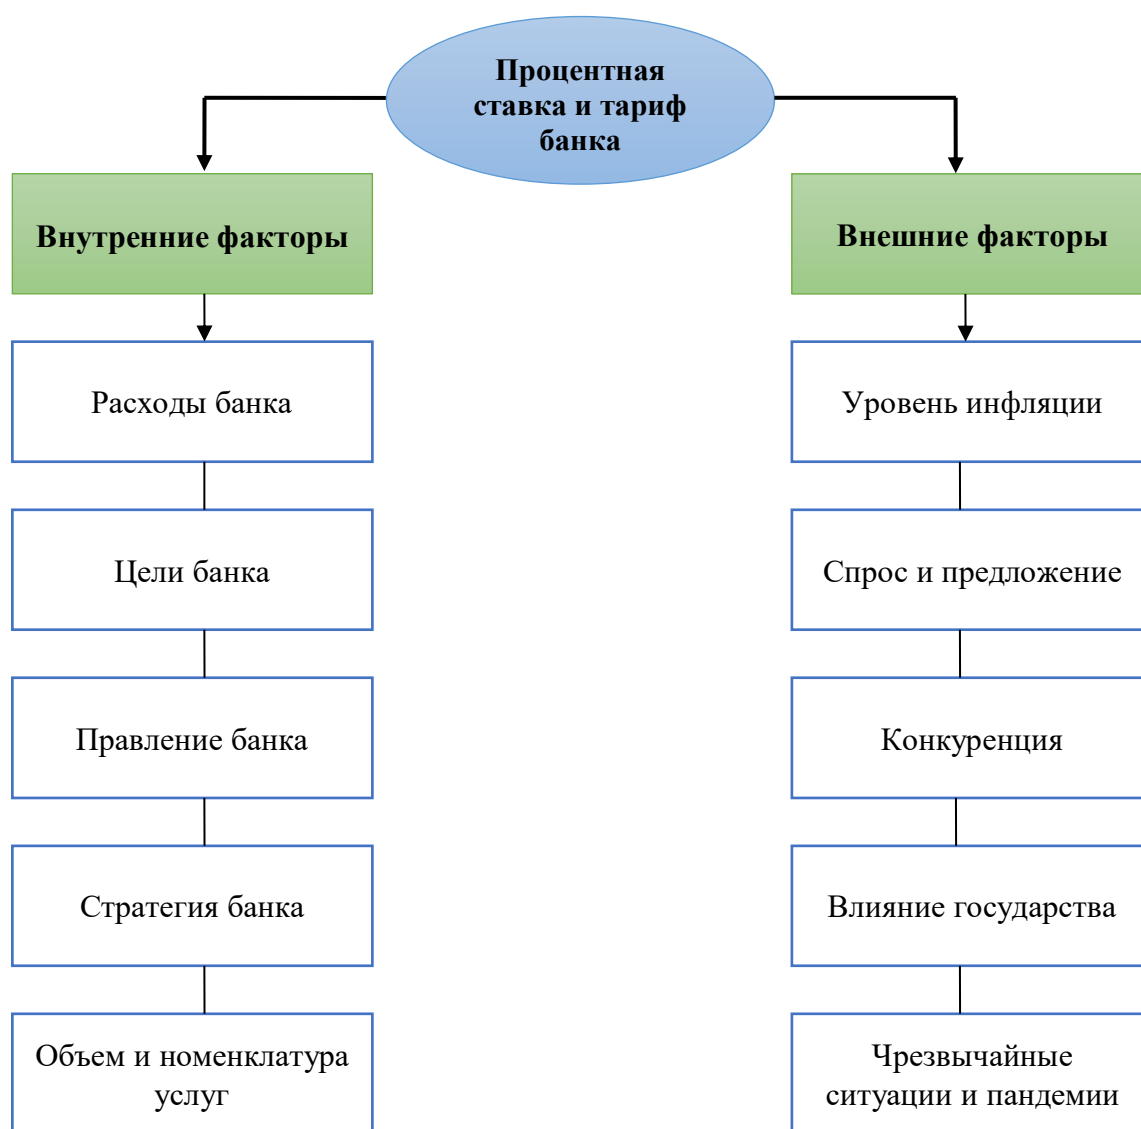 Процентная
ставка и тариф
банка
Внутренние факторы
Внешние факторы
Расходы банка
Уровень инфляции
Цели банка
Спрос и предложение
Правление банка
Конкуренция
Стратегия банка
Влияние государства
Объем и номенклатура
услуг
Чрезвычайные
ситуации и пандемии